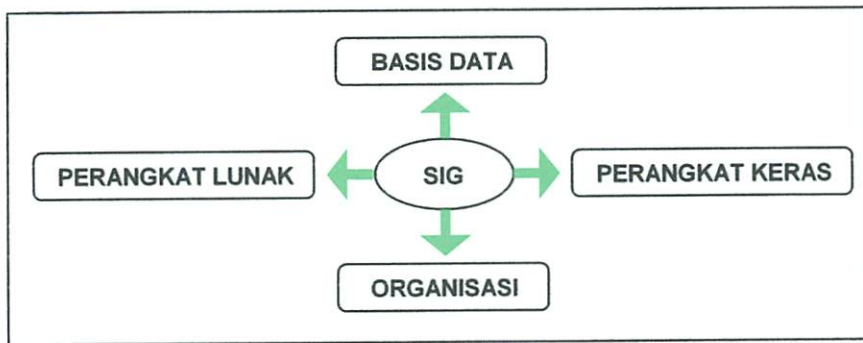 BASIS DATA
PERANGKAT LUNAK
SIG
PERANGKAT KERAS
ORGANISASI